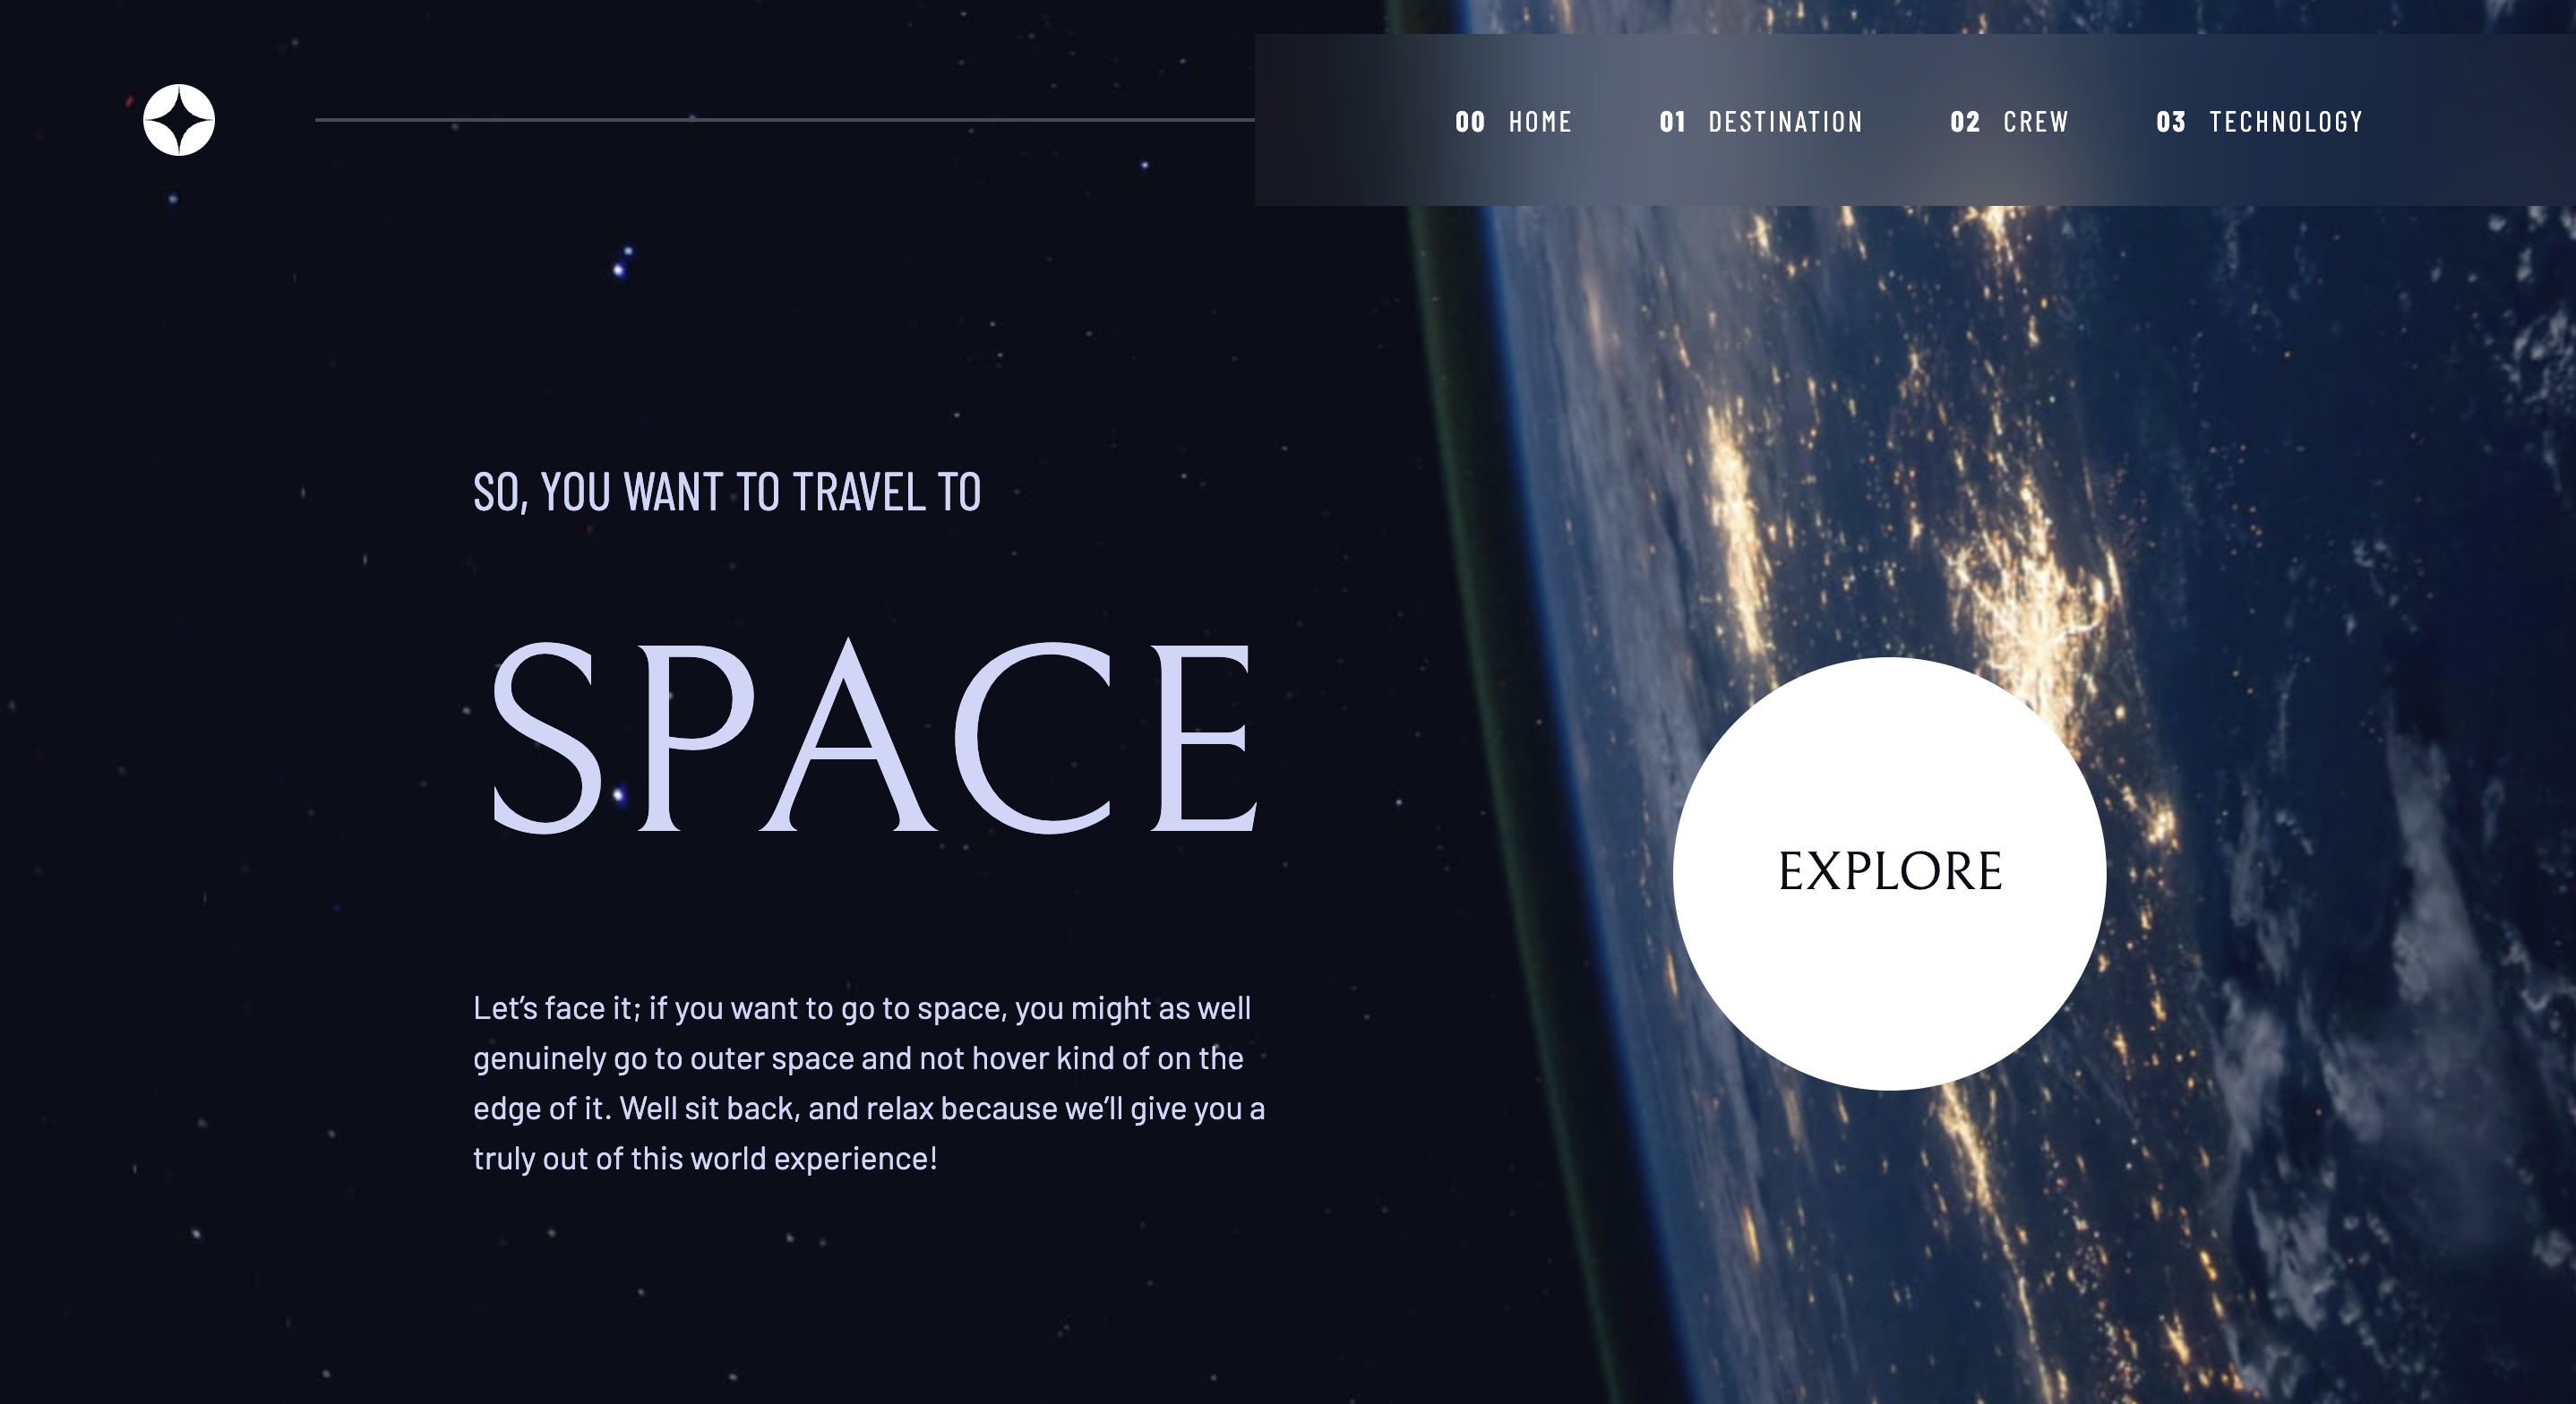 00 HOME 01 DESTINATION 02 CREW 03 TECHNOLOGY
SO, YOU WANT TO TRAVEL TO
SPACE
Let’s face it; if you want to go to space, you might as well
genuinely go to outer space and not hover kind of on the
edge of it. Well sit back, and relax because we’ll give you a
truly out of this world experience!
EXPLORE